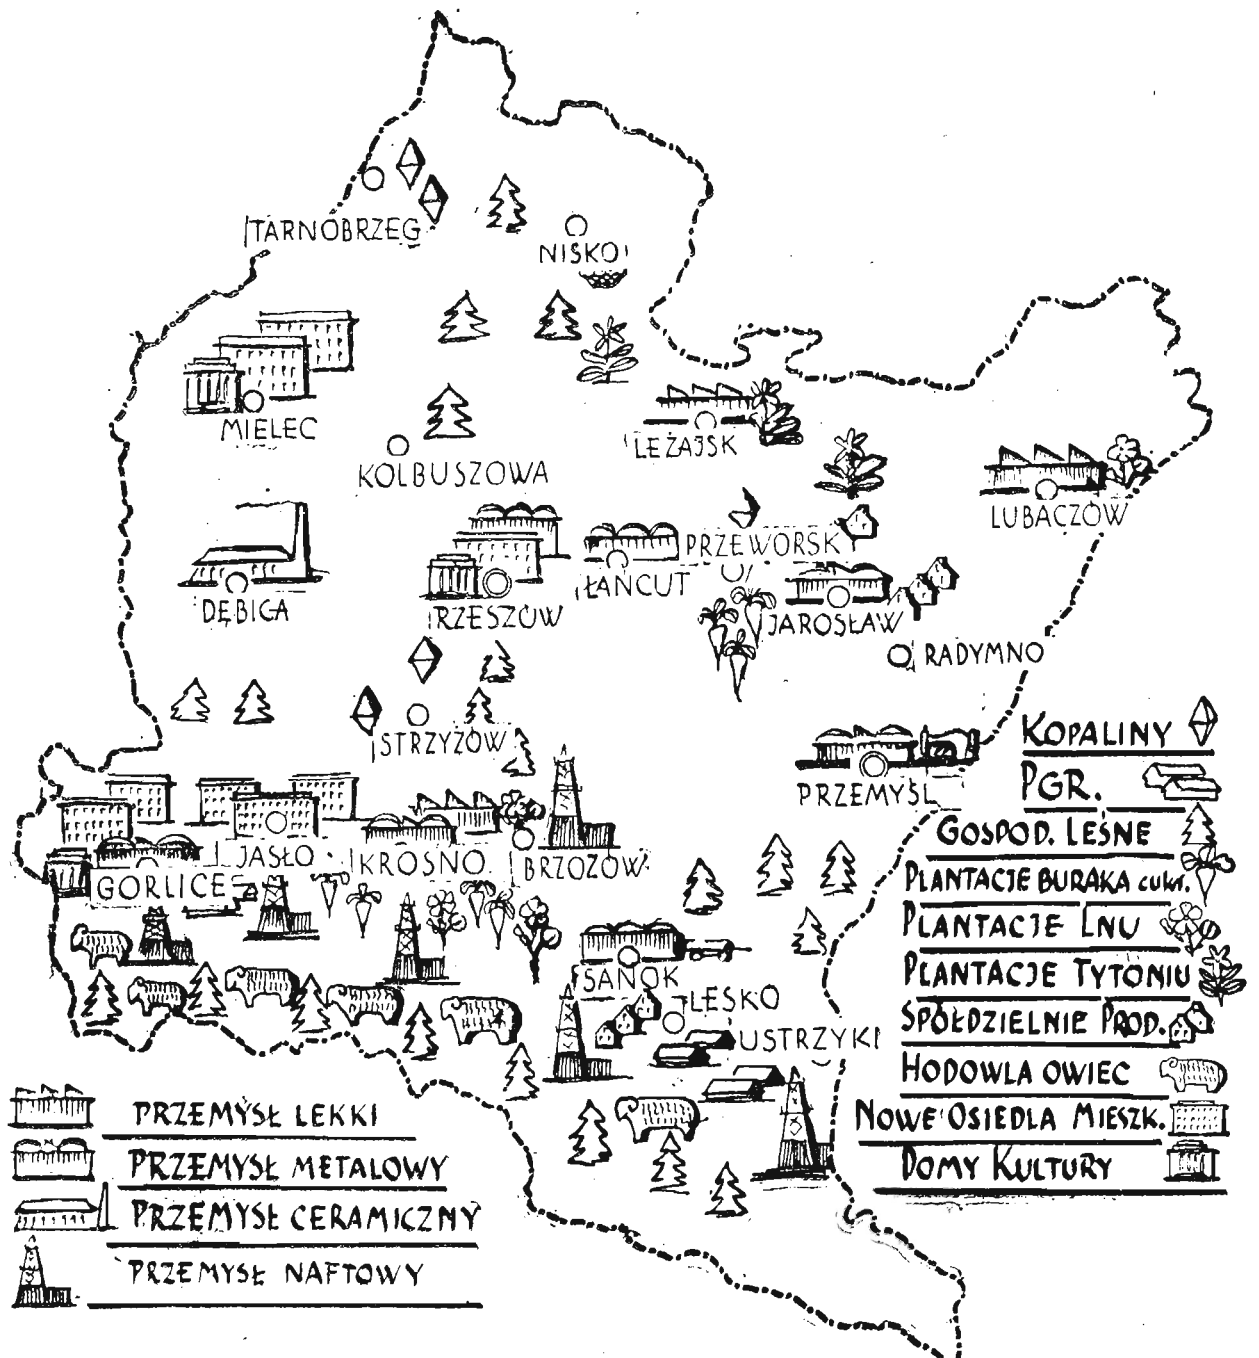 TARNOBRZEG
NISKO
MIELEC
KOLBUSZOWA
LEŻAJSK
LUBACZÓW
DĘBICA
RZESZÓW
ŁAŃCUT
PRZEWORSK
JAROSŁAW
RADYMNO
STRZYŻÓW
PRZEMYŚL
GORLICE
JASŁO
KROSNO
BRZOZÓW
SANOK
LESKO
USTRZYKI
KOPALINY
PGR.
GOSPOD. LEŚNE
PLANTACJE BURAKA CUKR.
PLANTACJE LNU
PLANTACJE TYTONIU
SPÓŁDZIELNIE PROD.
HODOWLA OWIEC
NOWE OSIEDLA MIESZK.
DOMY KULTURY
PRZEMYSŁ LEKKI
PRZEMYSŁ METALOWY
PRZEMYSŁ CERAMICZNY
PRZEMYSŁ NAFTOWY